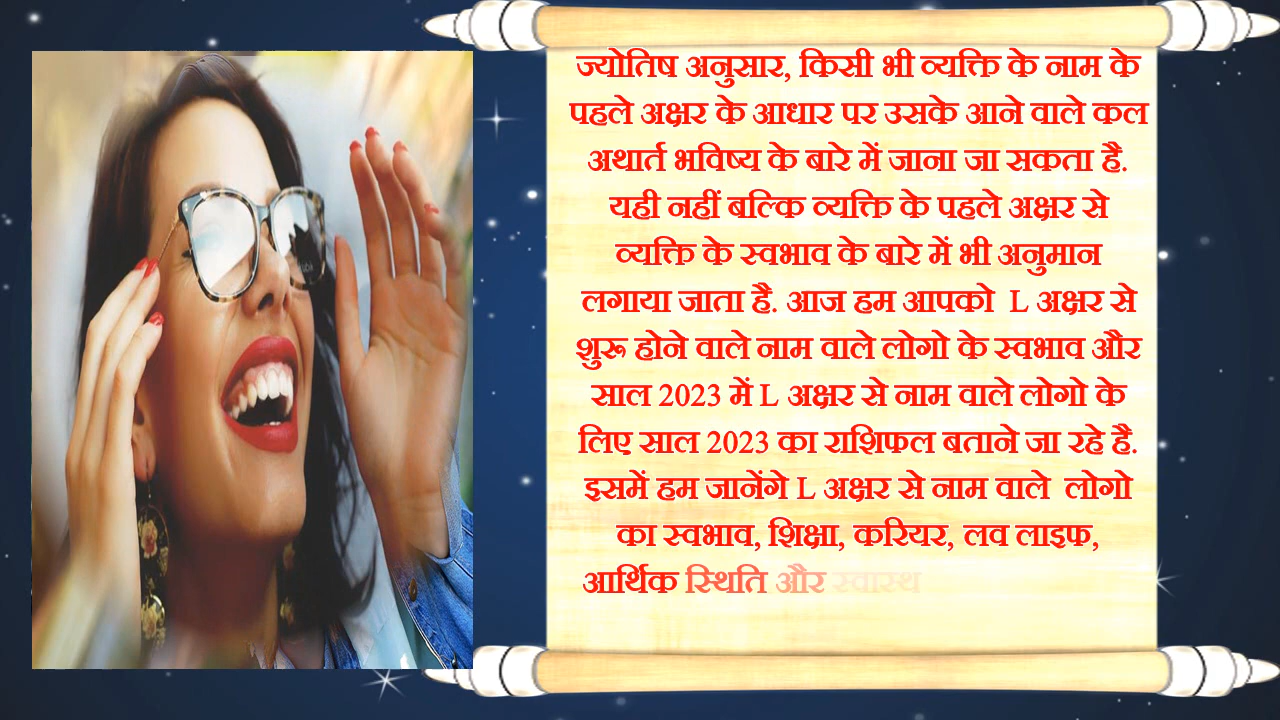 ज्योतिष अनुसार, किसी भी व्यक्ति के नाम के
पहले अक्षर के आधार पर उसके आने वाले कल
अथार्त भविष्य के बारे में जाना जा सकता है.
यही नहीं बल्कि व्यक्ति के पहले अक्षर से
व्यक्ति के स्वभाव के बारे में भी अनुमान
लगाया जाता है. आज हम आपको L अक्षर से
शुरू होने वाले नाम वाले लोगो के स्वभाव और
साल 2023 में L अक्षर से नाम वाले लोगो के
लिए साल 2023 का राशिफल बताने जा रहे है.
इसमें हम जानेंगे L अक्षर से नाम वाले लोगो
का स्वभाव, शिक्षा, करियर, लव लाइफ,
आर्थिक स्थिति और स्वास्थ